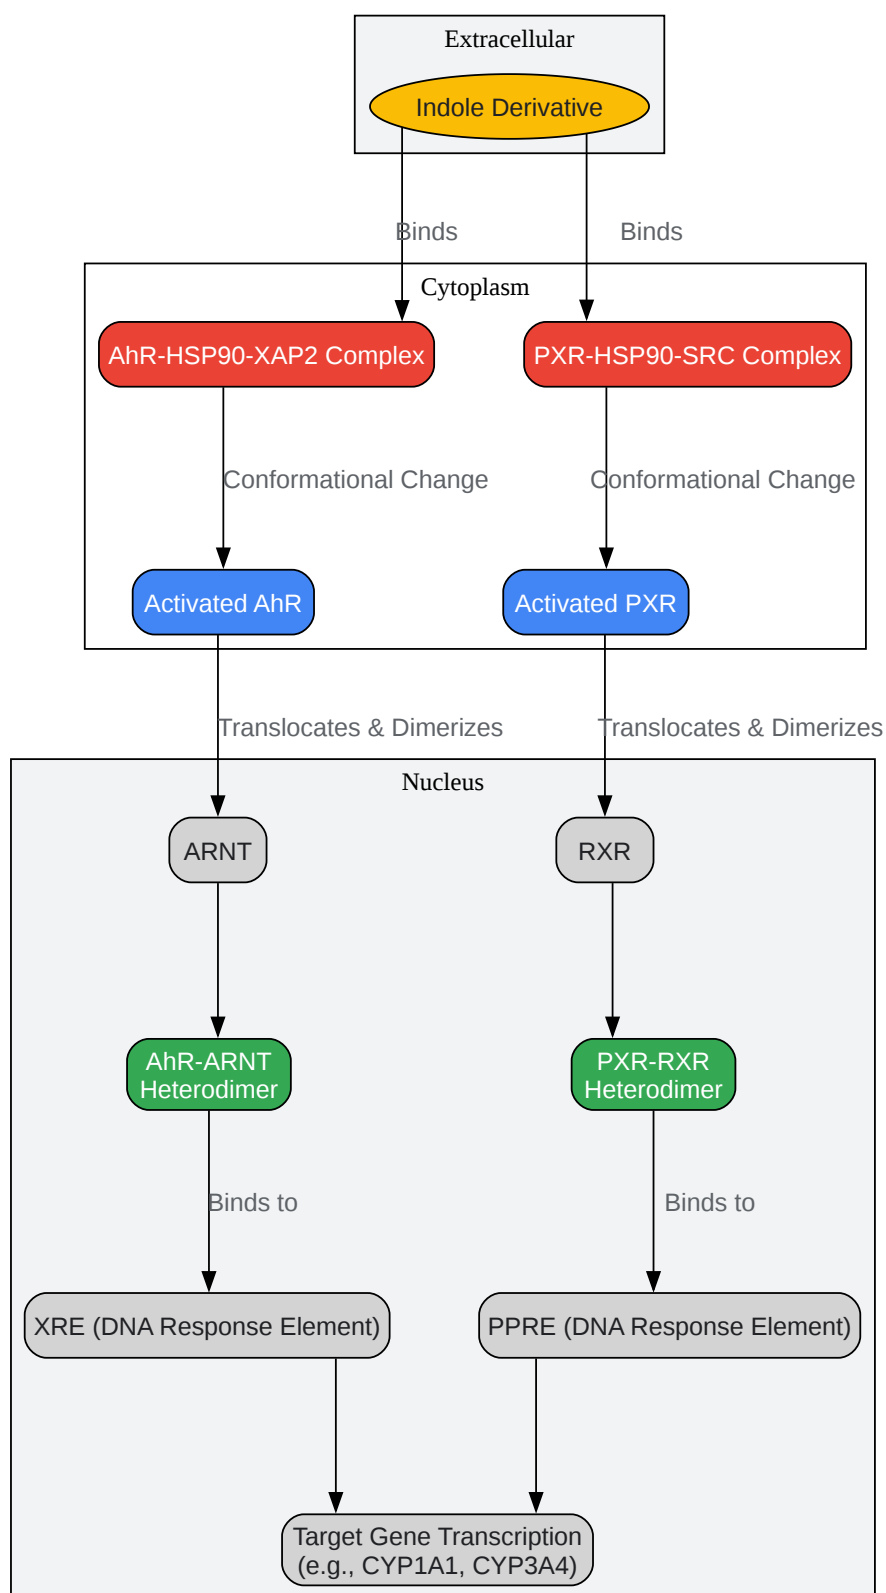 Extracellular
Indole Derivative
Binds
Binds
Cytoplasm
AhR-HSP90-XAP2 Complex
PXR-HSP90-SRC Complex
Conformational Change
Conformational Change
Activated AhR
Activated PXR
Translocates & Dimerizes
Translocates & Dimerizes
Nucleus
ARNT
RXR
AhR-ARNT
Heterodimer
PXR-RXR
Heterodimer
Binds to
Binds to
XRE (DNA Response Element)
PPRE (DNA Response Element)
Target Gene Transcription
(e.g., CYP1A1, CYP3A4)